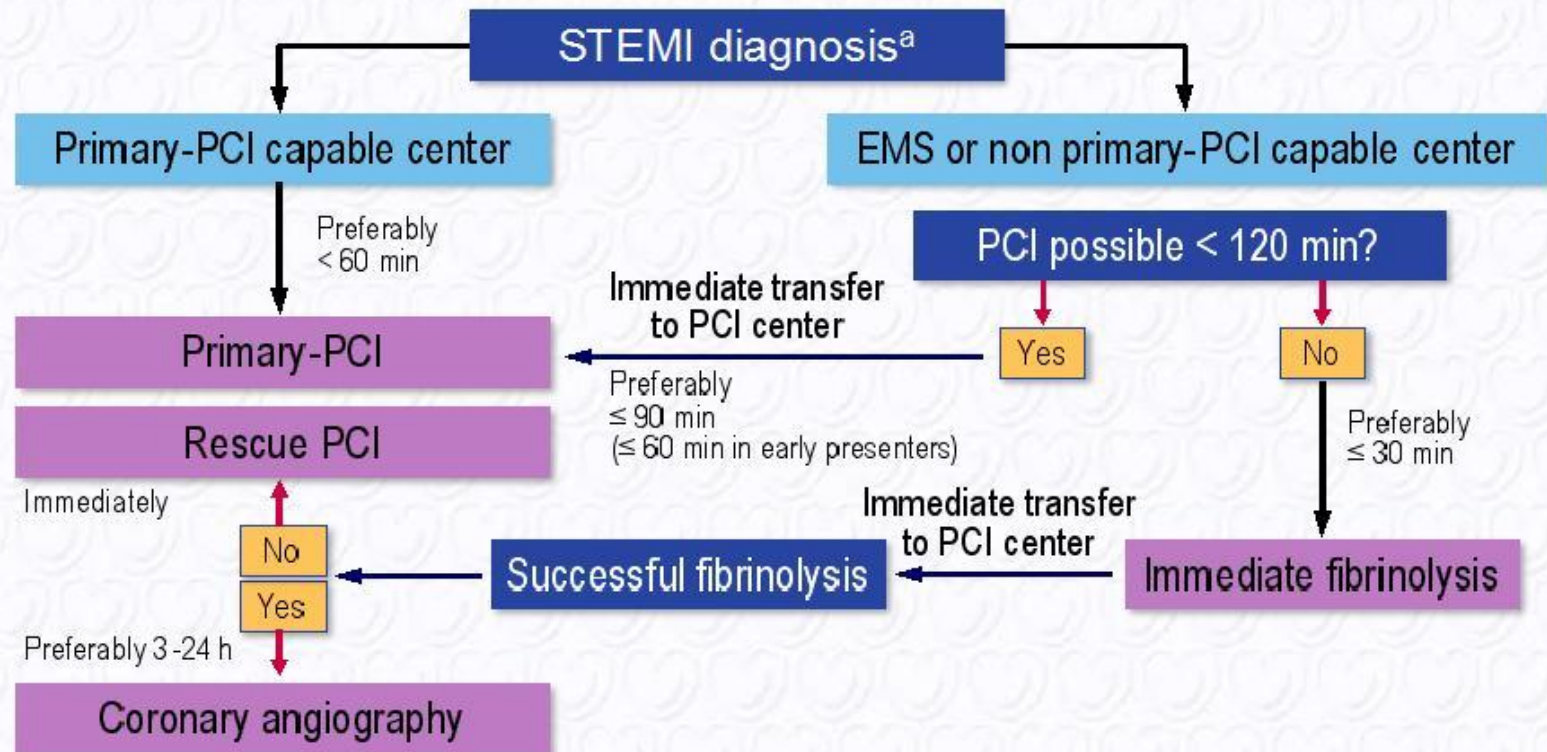 STEMI diagnosisᵃ
Primary-PCI capable center
EMS or non primary-PCI capable center
Preferably
< 60 min
PCI possible < 120 min?
Immediate transfer
to PCI center
Yes
No
Primary-PCI
Preferably
≤ 90 min
(≤ 60 min in early presenters)
Preferably
≤ 30 min
Rescue PCI
Immediately
Immediate transfer
to PCI center
No
Yes
Successful fibrinolysis
Immediate fibrinolysis
Preferably 3-24 h
Coronary angiography